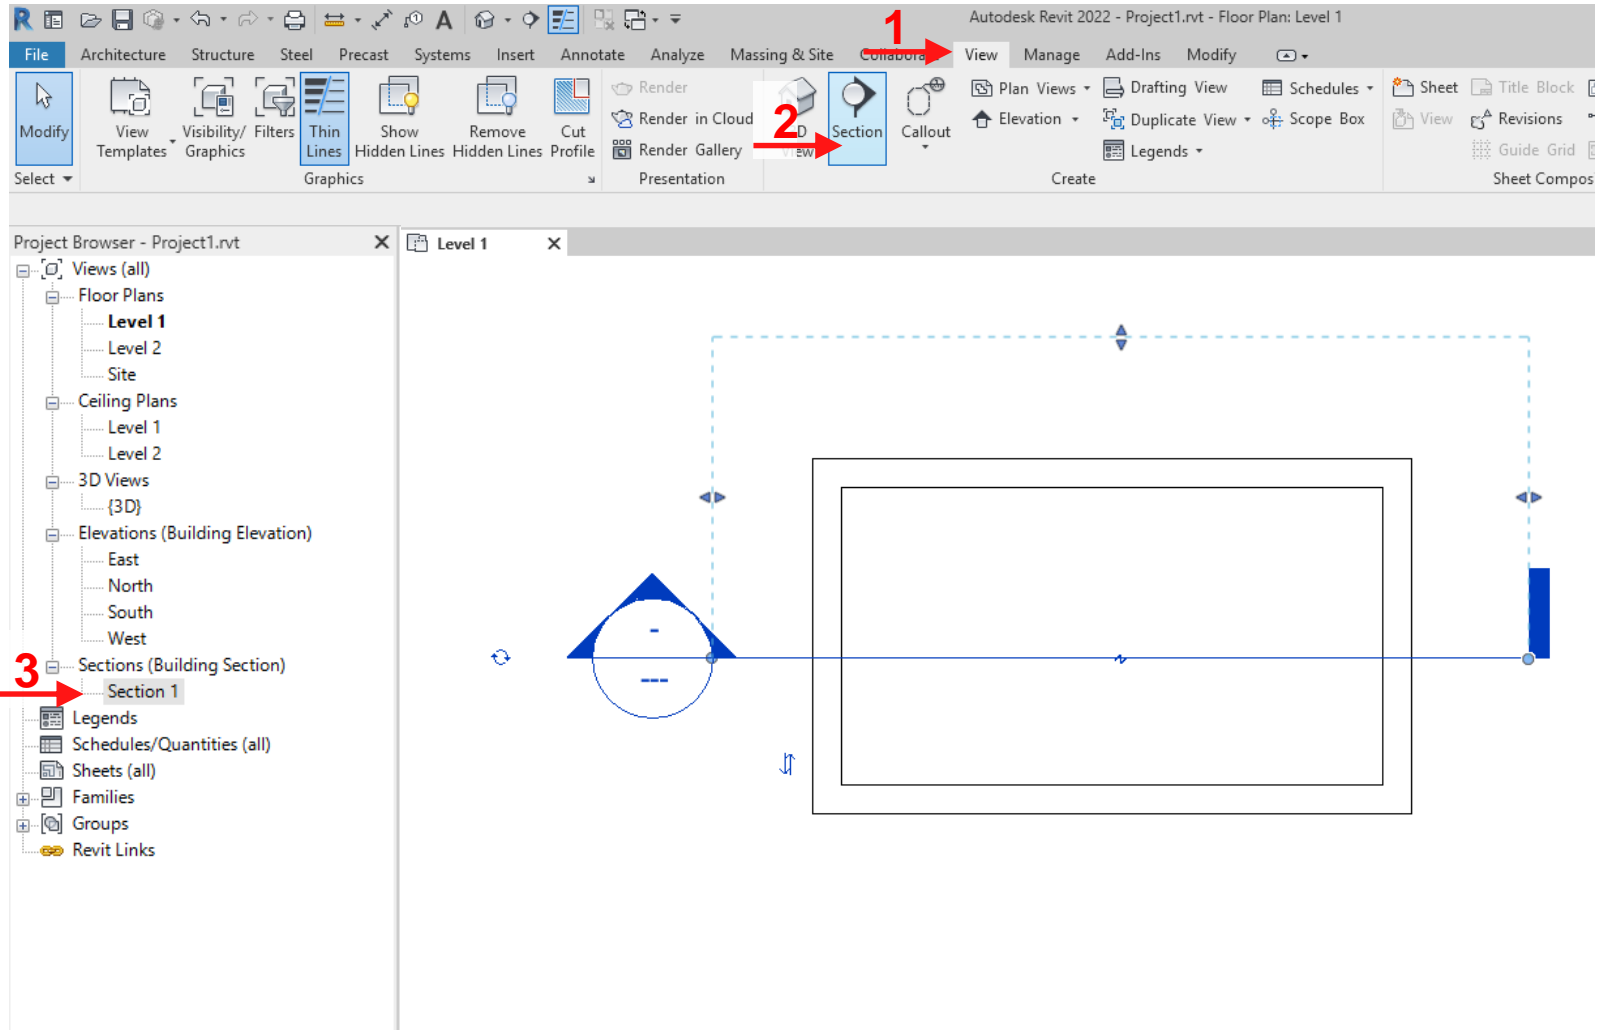 Autodesk Revit 2022 - Project1.rvt - Floor Plan: Level 1
1
File Architecture Structure Steel Precast Systems Insert Annotate Analyze Massing & Site View Manage Add-Ins Modify
Modify
View Templates
Visibility/ Graphics
Filters
Thin Lines
Show Hidden Lines
Remove Hidden Lines
Cut Profile
Render
Render in Cloud
Render Gallery
2
Section
Callout
Plan Views
Elevation
Drafting View
Duplicate View
Legends
Schedules
Scope Box
Sheet
View
Title Block
Revisions
Guide Grid
Select
Graphics
Presentation
Create
Sheet Compos
Project Browser - Project1.rvt
Level 1
Views (all)
Floor Plans
Level 1
Level 2
Site
Ceiling Plans
Level 1
Level 2
3D Views
{3D}
Elevations (Building Elevation)
East
North
South
West
3
Sections (Building Section)
Section 1
Legends
Schedules/Quantities (all)
Sheets (all)
Families
Groups
Revit Links
-
---